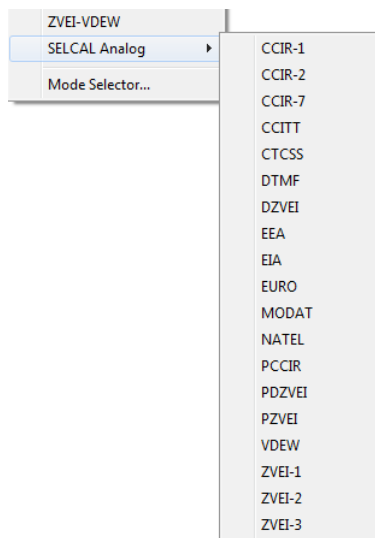 ZVEI-VDEW
SELCAL Analog
Mode Selector...
CCIR-1
CCIR-2
CCIR-7
CCITT
CTCSS
DTMF
DZVEI
EEA
EIA
EURO
MODAT
NATEL
PCCIR
PDZVEI
PZVEI
VDEW
ZVEI-1
ZVEI-2
ZVEI-3